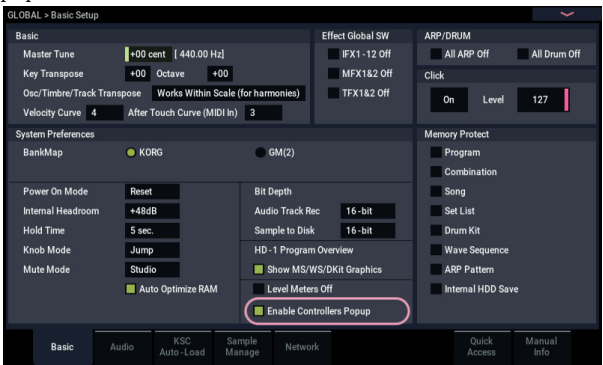 p p p
GLOBAL > Basic Setup
Basic
Master Tune +00 cent [ 440.00 Hz]
Key Transpose +00 Octave +00
Osc/Timbre/Track Transpose Works Within Scale (for harmonies)
Velocity Curve 4 After Touch Curve (MIDI In) 3
Effect Global SW
IFX1-12 Off
MFX1&2 Off
TFX1&2 Off
ARP/DRUM
All ARP Off All Drum Off
Click
On Level 127
System Preferences
BankMap KORG GM(2)
Power On Mode Reset
Internal Headroom +48dB
Hold Time 5 sec.
Knob Mode Jump
Mute Mode Studio
Auto Optimize RAM
Bit Depth
Audio Track Rec 16-bit
Sample to Disk 16-bit
HD-1 Program Overview
Show MS/WS/DKit Graphics
Level Meters Off
Enable Controllers Popup
Memory Protect
Program
Combination
Song
Set List
Drum Kit
Wave Sequence
ARP Pattern
Internal HDD Save
Basic
Audio
KSC
Auto-Load
Sample
Manage
Network
Quick
Access
Manual
Info